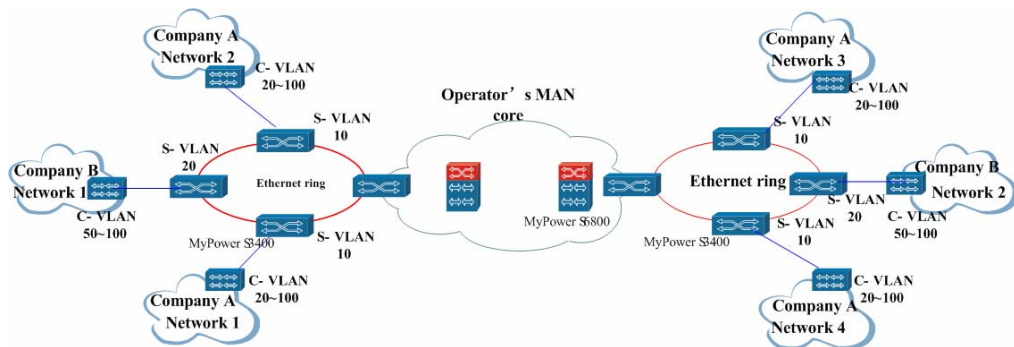 Company A
Network 2
C- VLAN
20~100
Operator’s MAN
core
Company A
Network 3
C- VLAN
20~100
S- VLAN
10
S- VLAN
10
S- VLAN
20
Company B
Network 1
C- VLAN
50~100
Ethernet ring
Ethernet ring
Company B
Network 2
S- VLAN
20
C- VLAN
50~100
MyPower S3400
S- VLAN
10
MyPower S6800
MyPower S3400
S- VLAN
10
Company A
Network 1
C- VLAN
20~100
C- VLAN
20~100
Company A
Network 4